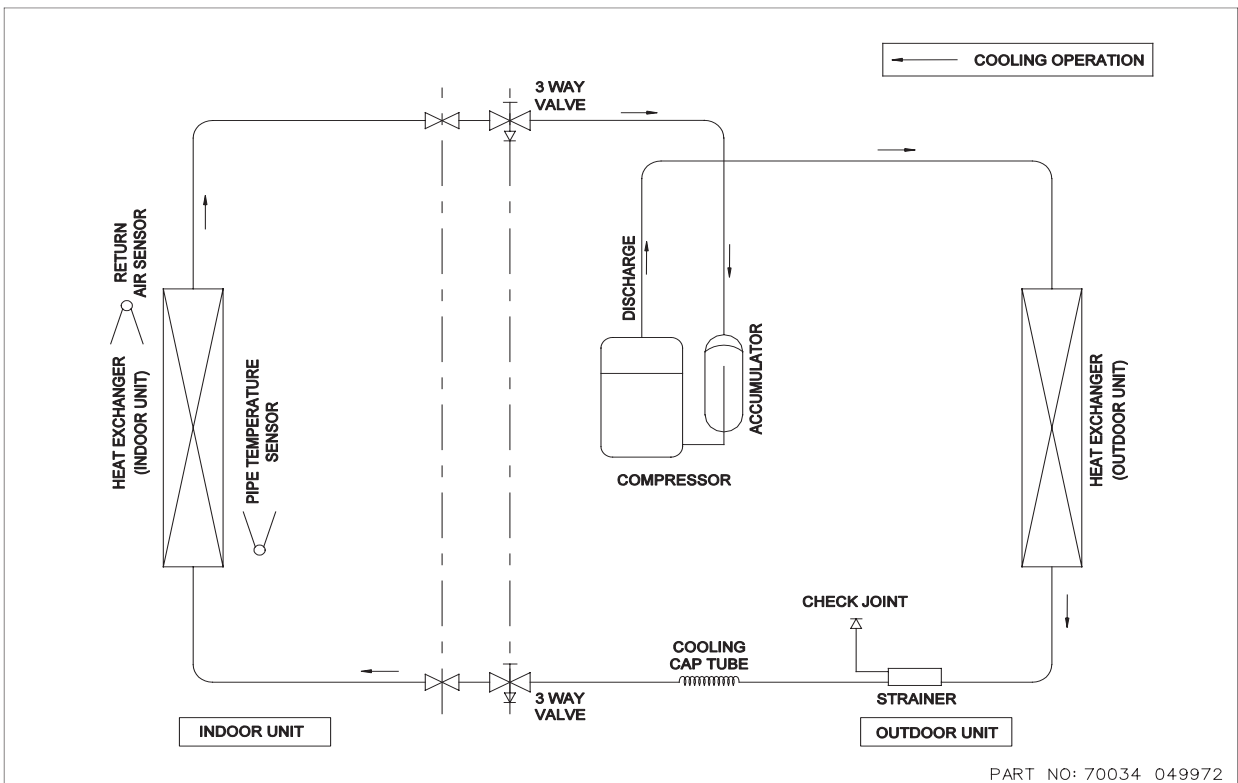 COOLING OPERATION
3 WAY
VALVE
RETURN
AIR SENSOR
HEAT EXCHANGER
(INDOOR UNIT)
PIPE TEMPERATURE
SENSOR
DISCHARGE
ACCUMULATOR
COMPRESSOR
HEAT EXCHANGER
(OUTDOOR UNIT)
CHECK JOINT
COOLING
CAP TUBE
STRAINER
3 WAY
VALVE
INDOOR UNIT
OUTDOOR UNIT
PART NO: 70034 049972